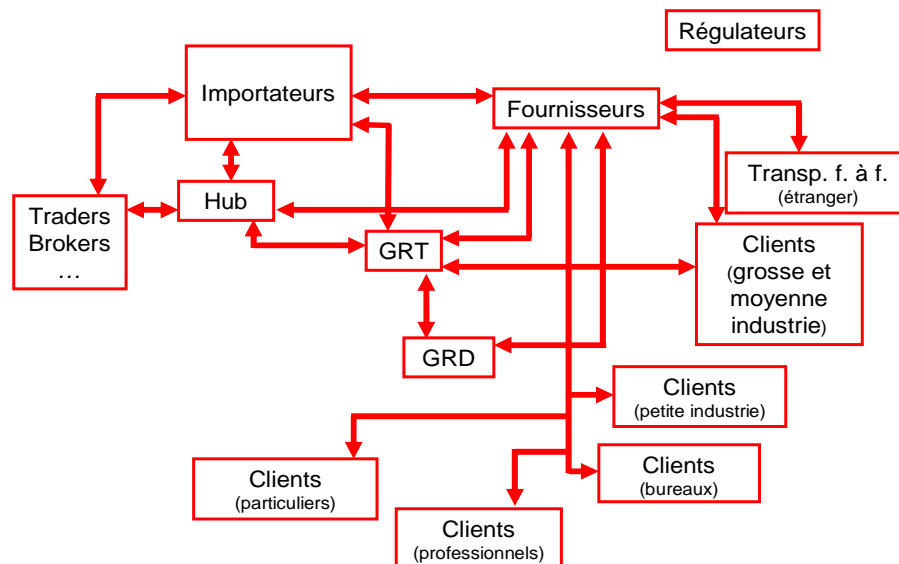 Régulateurs
Importateurs
Fournisseurs
Transp. f. à f.
(étranger)
Hub
Traders
Brokers
…
GRT
Clients
(grosse et
moyenne
industrie)
GRD
Clients
(petite industrie)
Clients
(particuliers)
Clients
(bureaux)
Clients
(professionnels)